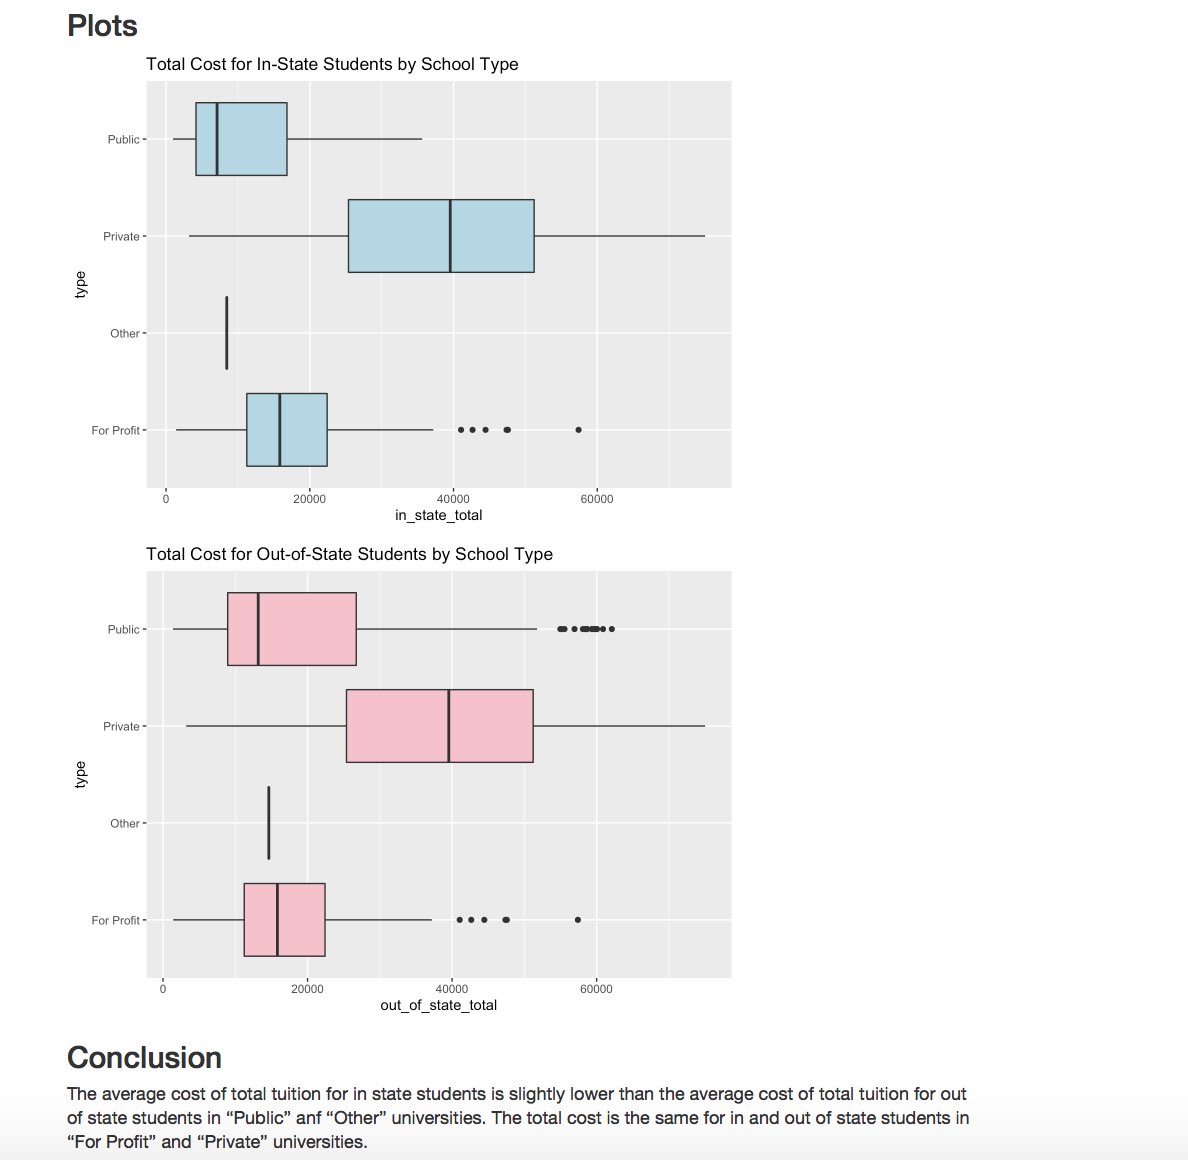 Plots
Total Cost for In-State Students by School Type
Public
Private
type
Other
For Profit
0 20000 40000 60000
in_state_total
Total Cost for Out-of-State Students by School Type
Public
Private
type
Other
For Profit
0 20000 40000 60000
out_of_state_total
Conclusion
The average cost of total tuition for in state students is slightly lower than the average cost of total tuition for out
of state students in “Public” anf “Other” universities. The total cost is the same for in and out of state students in
“For Profit” and “Private” universities.